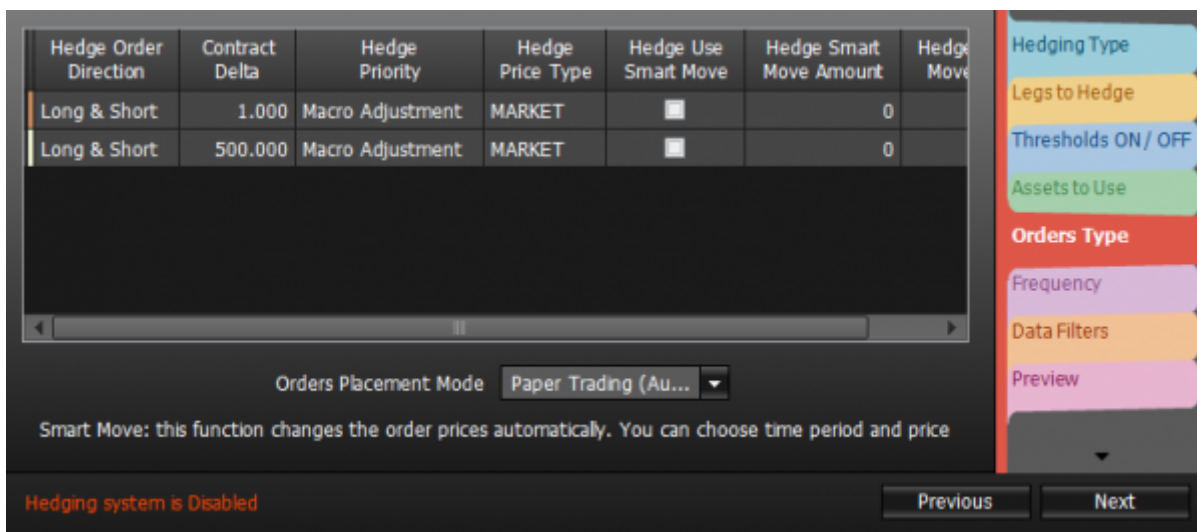 Hedge Order Direction Contract Delta Hedge Priority Hedge Price Type Hedge Use Smart Move Hedge Smart Move Amount Hedge Move
Long & Short 1.000 Macro Adjustment MARKET 0
Long & Short 500.000 Macro Adjustment MARKET 0
Orders Placement Mode Paper Trading (Au...
Smart Move: this function changes the order prices automatically. You can choose time period and price
Hedging system is Disabled
Previous Next
Hedging Type
Legs to Hedge
Thresholds ON / OFF
Assets to Use
Orders Type
Frequency
Data Filters
Preview